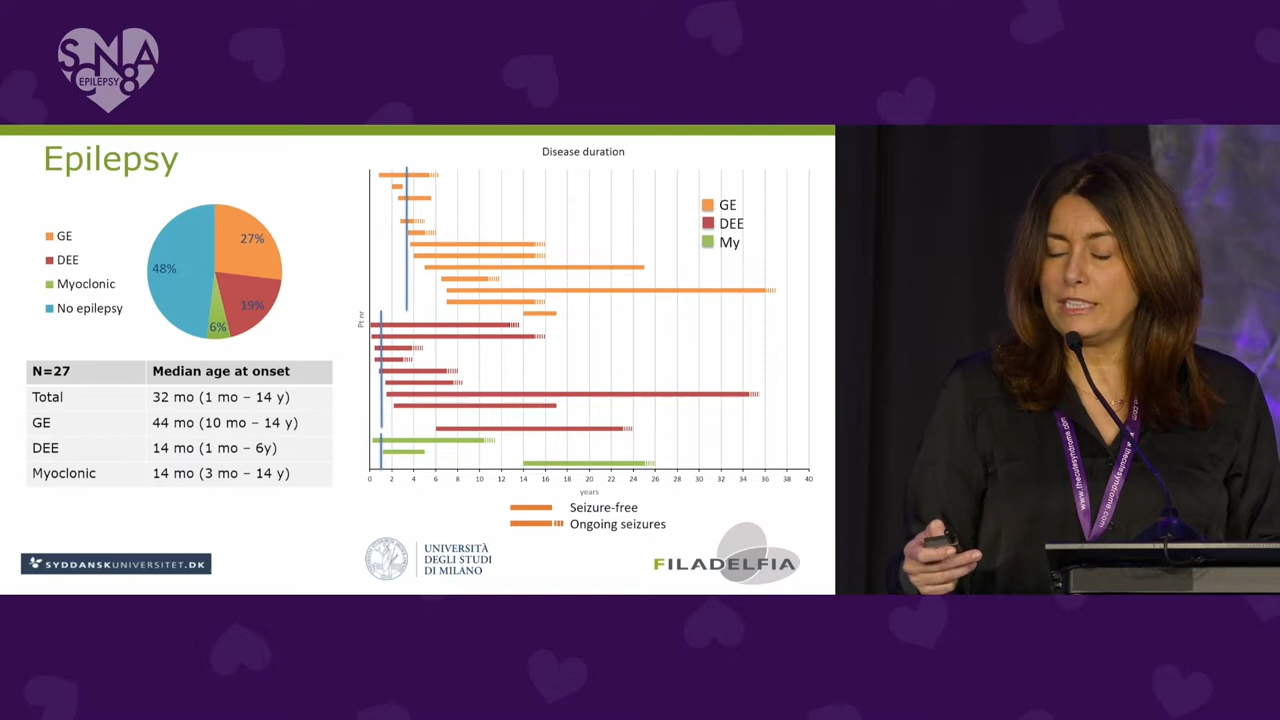 SCN8A
EPILEPSY
Epilepsy
GE
DEE
Myoclonic
No epilepsy
27%
19%
6%
48%
N=27 Median age at onset
Total 32 mo (1 mo – 14 y)
GE 44 mo (10 mo – 14 y)
DEE 14 mo (1 mo – 6y)
Myoclonic 14 mo (3 mo – 14 y)
Disease duration
GE
DEE
My
Pt nr
0 2 4 6 8 10 12 14 16 18 20 22 24 26 28 30 32 34 36 38 40
years
Seizure-free
Ongoing seizures
SYDDANSKUNIVERSITET.DK
UNIVERSITÀ
DEGLI STUDI
DI MILANO
FILADELFIA
www.thecutesyndrome.com